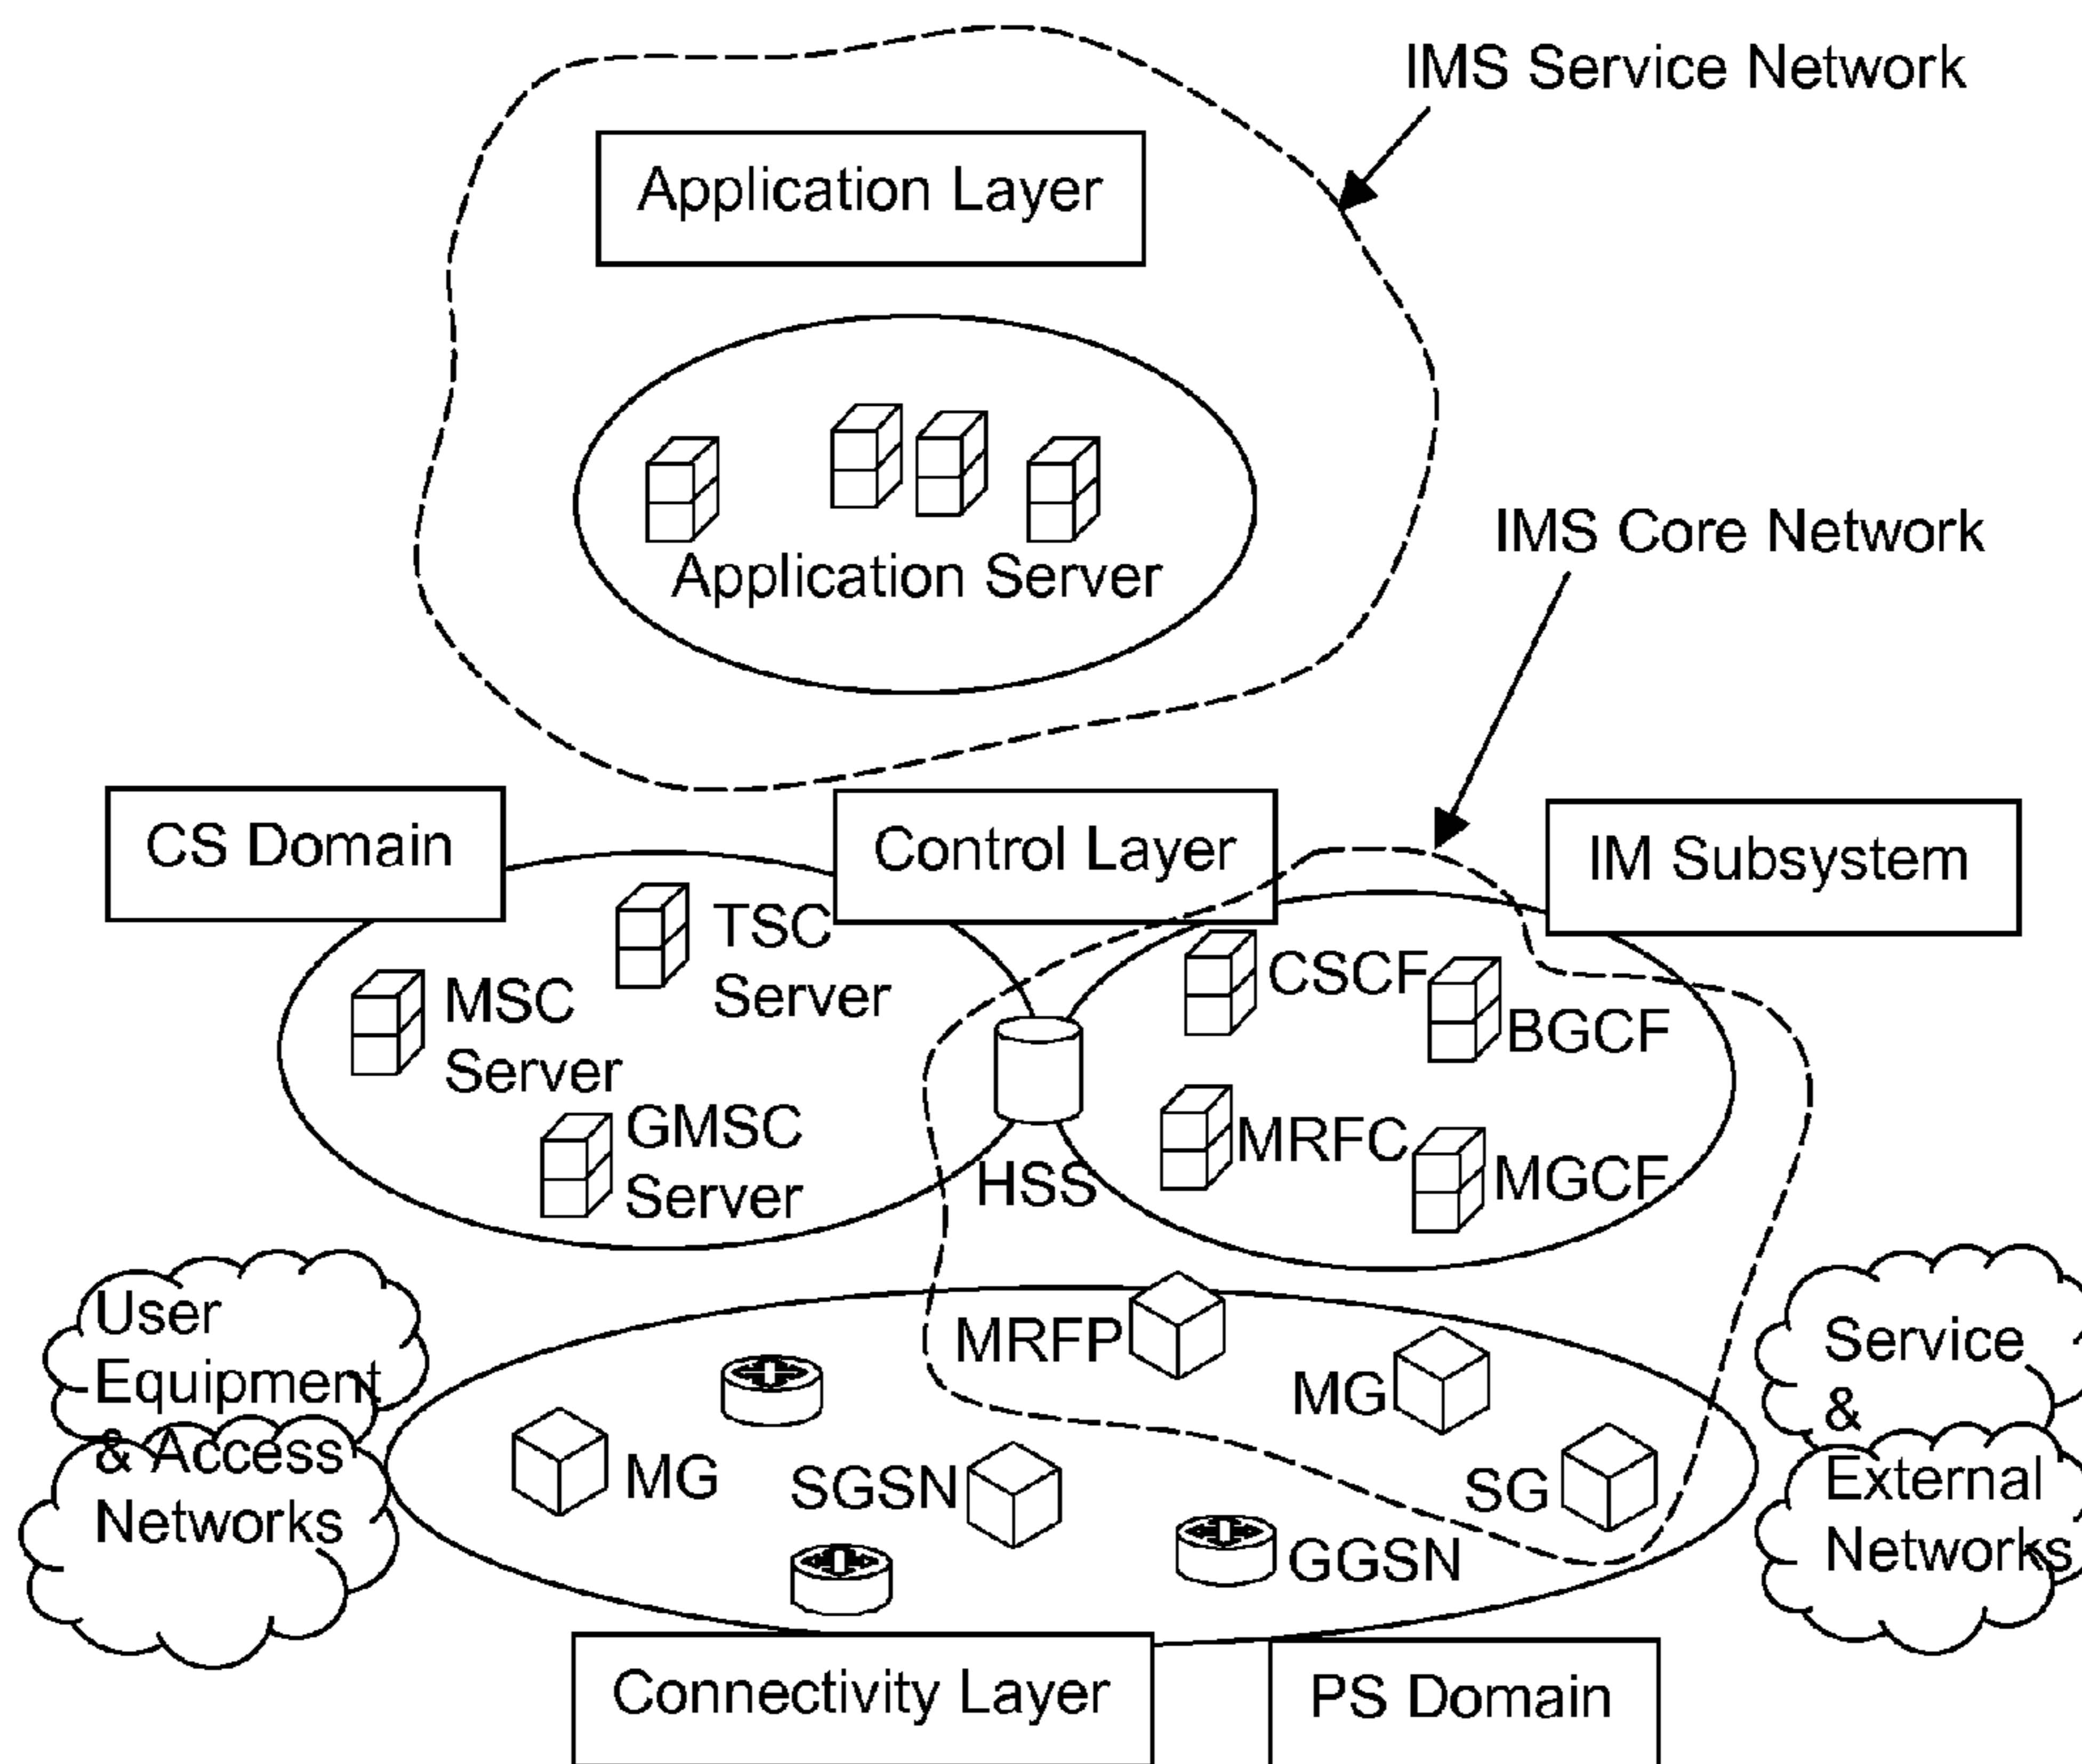 IMS Service Network
Application Layer
Application Server
IMS Core Network
CS Domain
Control Layer
IM Subsystem
TSC
Server
MSC
Server
GMSC
Server
CSCF
BGCF
MRFC
MGCF
HSS
User
Equipment
& Access
Networks
MRFP
MG
MG
SGSN
SG
GGSN
Service
&
External
Networks
Connectivity Layer
PS Domain